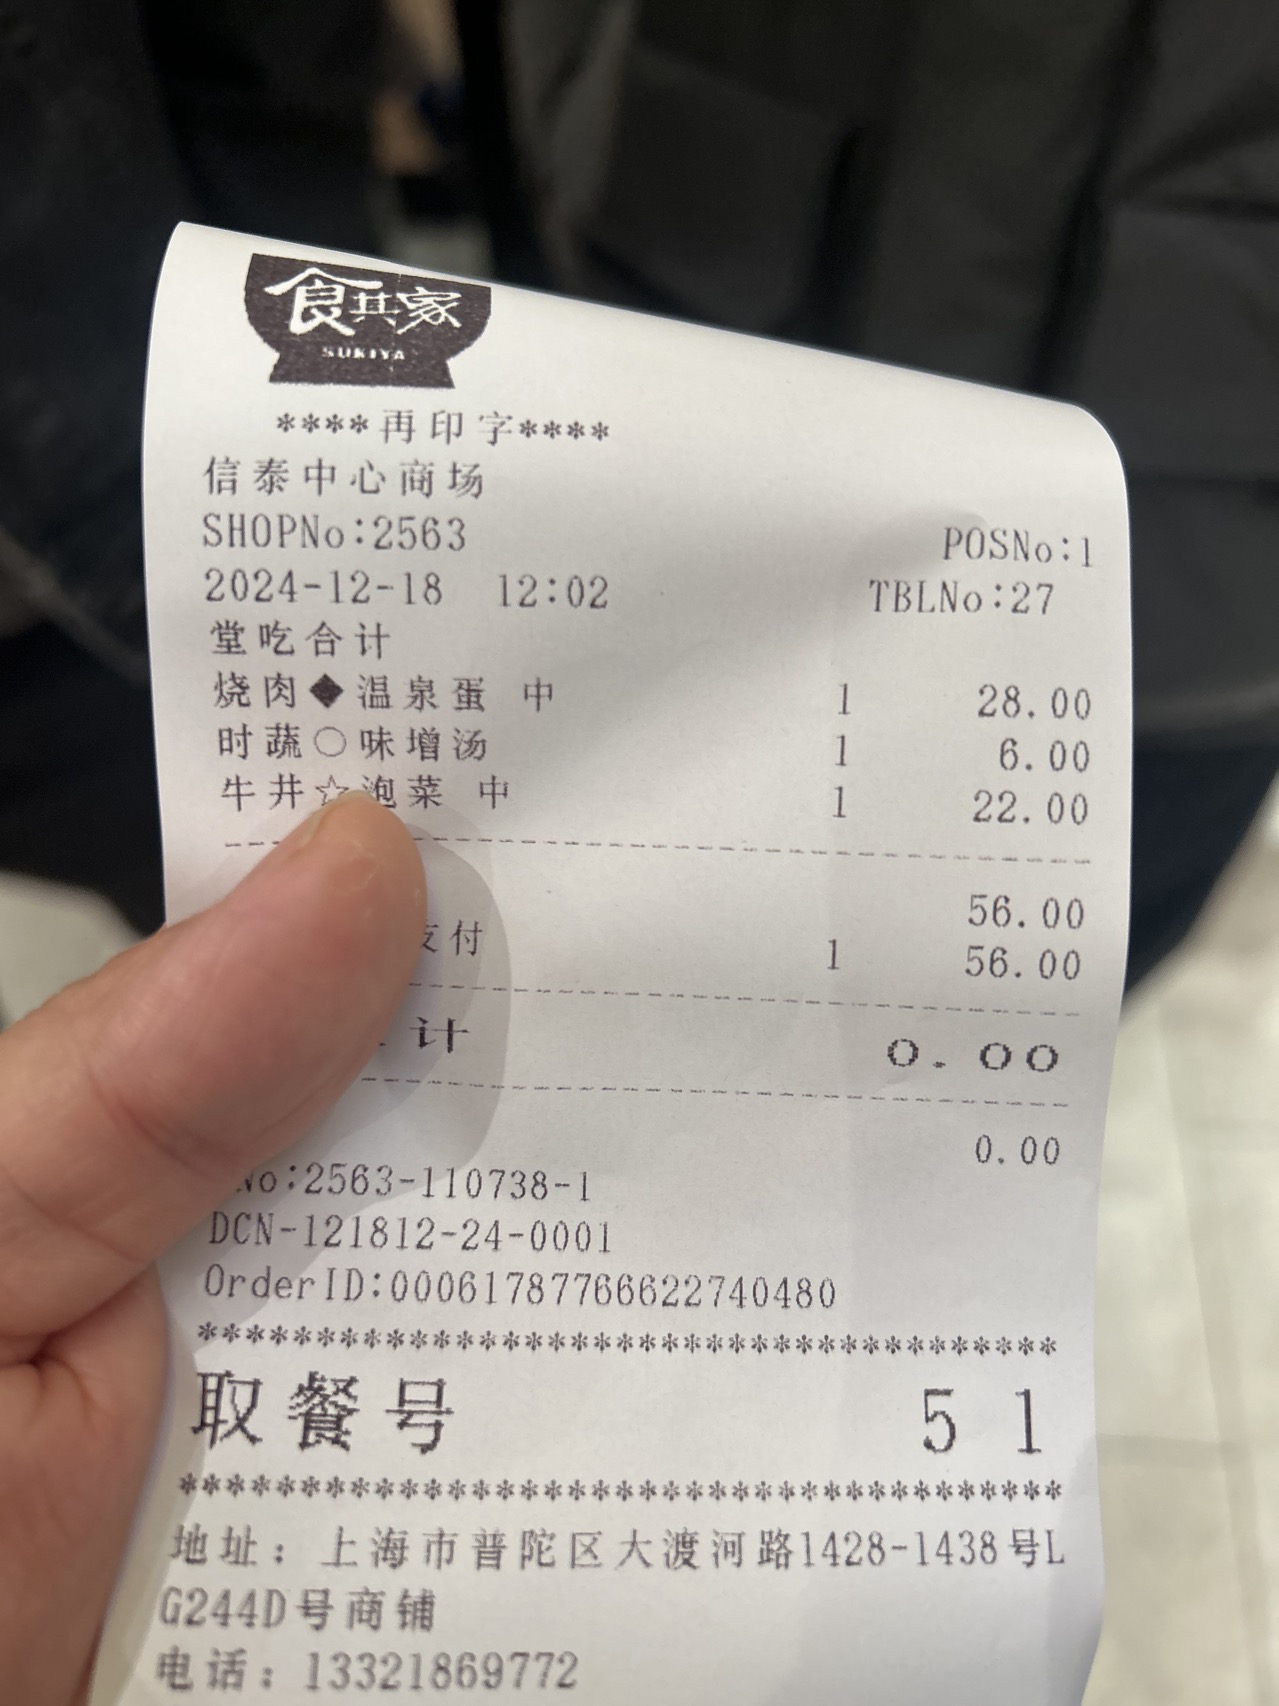 食其家
SUKIYA
****再印字****
信泰中心商场
SHOPNo:2563 POSNo:1
2024-12-18 12:02 TBLNo:27
堂吃合计
烧肉◆温泉蛋 中 1 28.00
时蔬○味增汤 1 6.00
牛井☆泡菜 中 1 22.00
56.00
支付 1 56.00
计 0.00
0.00
No:2563-110738-1
DCN-121812-24-0001
OrderID:00061787766622740480
**************************************
取餐号 51
**************************************
地址：上海市普陀区大渡河路1428-1438号L
G244D号商铺
电话：13321869772